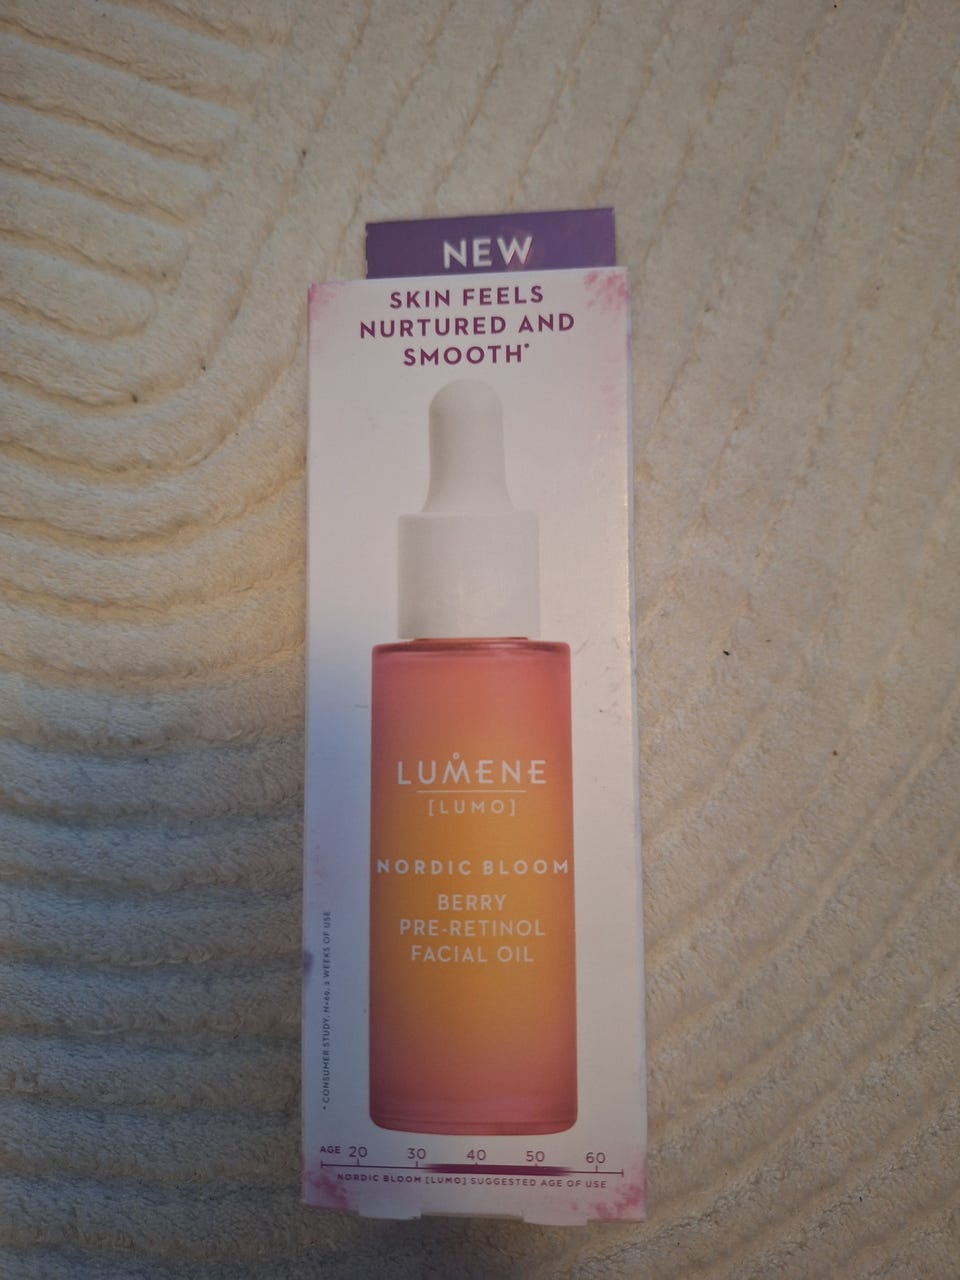 NEW
SKIN FEELS
NURTURED AND
SMOOTH*
LUMENE
[LUMO]
NORDIC BLOOM
BERRY
PRE-RETINOL
FACIAL OIL
* CONSUMER STUDY, N=60, 2 WEEKS OF USE
AGE 20 30 40 50 60
NORDIC BLOOM [LUMO] SUGGESTED AGE OF USE